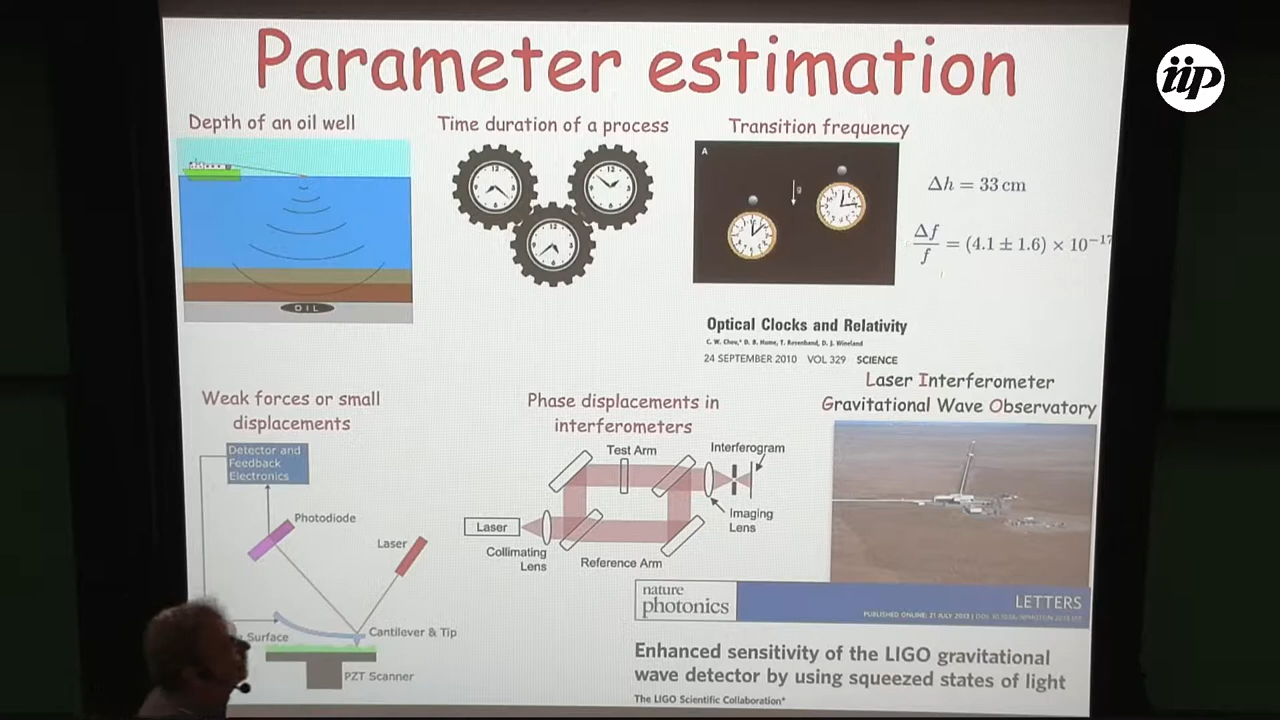 Parameter estimation
iip
Depth of an oil well
OIL
Time duration of a process
Transition frequency
A
g
Δh = 33 cm
Δf/f = (4.1 ± 1.6) × 10⁻¹⁷
Optical Clocks and Relativity
C. W. Chou,* D. B. Hume, T. Rosenband, D. J. Wineland
24 SEPTEMBER 2010 VOL 329 SCIENCE
Weak forces or small
displacements
Detector and
Feedback
Electronics
Photodiode
Laser
Surface
Cantilever & Tip
PZT Scanner
Phase displacements in
interferometers
Test Arm
Interferogram
Laser
Imaging
Lens
Collimating
Lens
Reference Arm
Laser Interferometer
Gravitational Wave Observatory
nature
photonics
LETTERS
PUBLISHED ONLINE: 21 JULY 2013 | DOI:
Enhanced sensitivity of the LIGO gravitational
wave detector by using squeezed states of light
The LIGO Scientific Collaboration*